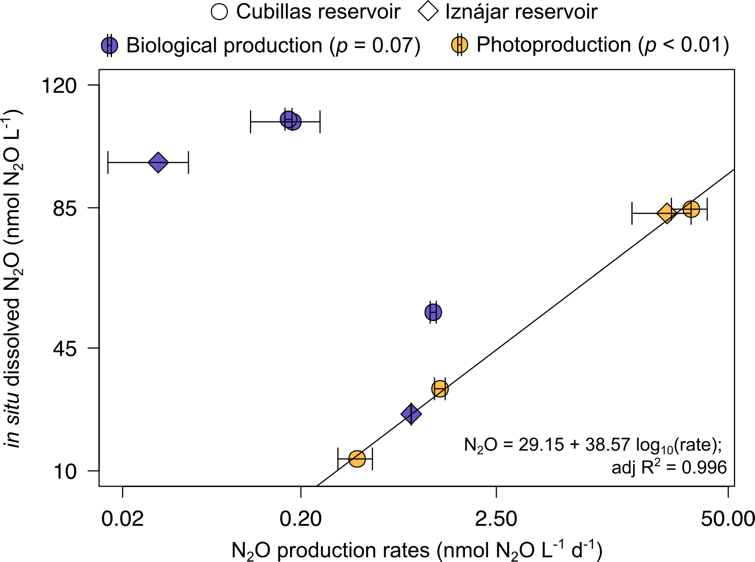 Cubillas reservoir Iznájar reservoir
Biological production (p = 0.07) Photoproduction (p < 0.01)
120
85
45
10
in situ dissolved N₂O (nmol N₂O L⁻¹)
N₂O = 29.15 + 38.57 log₁₀(rate);
adj R² = 0.996
0.02 0.20 2.50 50.00
N₂O production rates (nmol N₂O L⁻¹ d⁻¹)